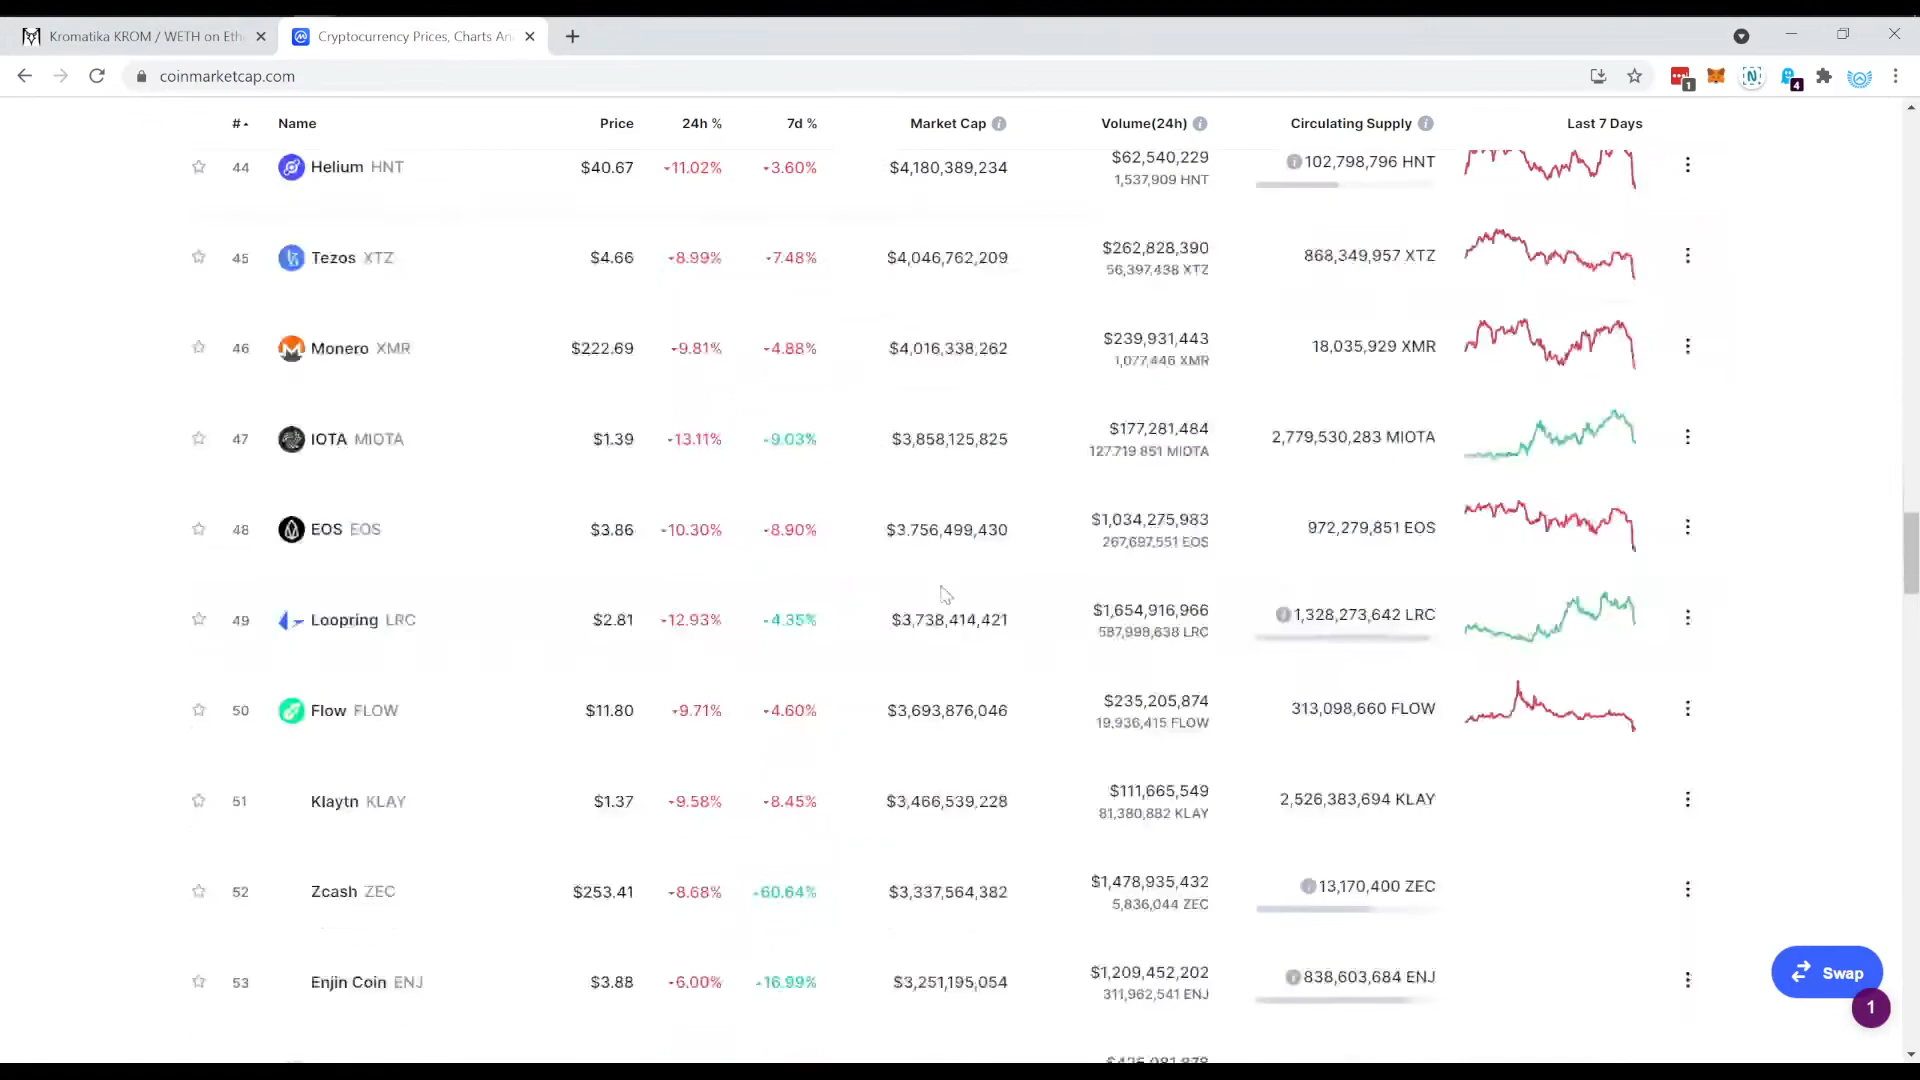 Kromatika KROM / WETH on Eth
Cryptocurrency Prices, Charts An
coinmarketcap.com
1
4
# Name Price 24h % 7d % Market Cap Volume(24h) Circulating Supply Last 7 Days
44 Helium HNT $40.67 -11.02% -3.60% $4,180,389,234 $62,540,229 102,798,796 HNT
1,537,909 HNT
45 Tezos XTZ $4.66 -8.99% -7.48% $4,046,762,209 $262,828,390 868,349,957 XTZ
56,397,438 XTZ
46 Monero XMR $222.69 -9.81% -4.88% $4,016,338,262 $239,931,443 18,035,929 XMR
1,077,446 XMR
47 IOTA MIOTA $1.39 -13.11% -9.03% $3,858,125,825 $177,281,484 2,779,530,283 MIOTA
127,719,851 MIOTA
48 EOS EOS $3.86 -10.30% -8.90% $3,756,499,430 $1,034,275,983 972,279,851 EOS
267,697,551 EOS
49 Loopring LRC $2.81 -12.93% -4.35% $3,738,414,421 $1,654,916,966 1,328,273,642 LRC
587,998,638 LRC
50 Flow FLOW $11.80 -9.71% -4.60% $3,693,876,046 $235,205,874 313,098,660 FLOW
19,936,415 FLOW
51 Klaytn KLAY $1.37 -9.58% -8.45% $3,466,539,228 $111,665,549 2,526,383,694 KLAY
81,380,882 KLAY
52 Zcash ZEC $253.41 -8.68% -60.64% $3,337,564,382 $1,478,935,432 13,170,400 ZEC
5,836,044 ZEC
53 Enjin Coin ENJ $3.88 -6.00% -16.99% $3,251,195,054 $1,209,452,202 838,603,684 ENJ
311,962,541 ENJ
Swap
1